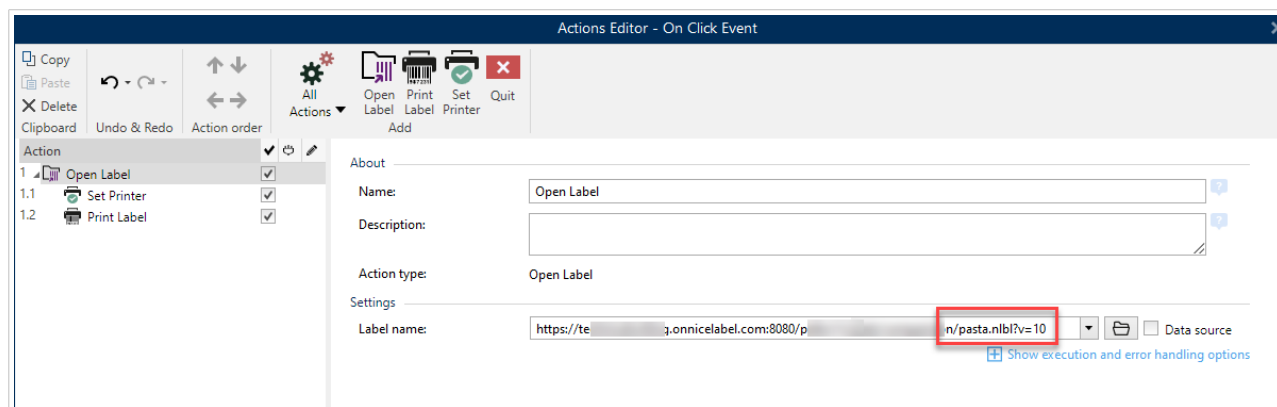 Actions Editor - On Click Event
Copy
Paste
Delete
Clipboard
Undo & Redo
Action order
All
Actions
Open
Label
Print
Label
Set
Printer
Quit
Add
Action
1 Open Label
1.1 Set Printer
1.2 Print Label
About
Name: Open Label
Description:
Action type: Open Label
Settings
Label name: https://te g.onnicelabel.com:8080/p n/pasta.nlbl?v=10 Data source
Show execution and error handling options